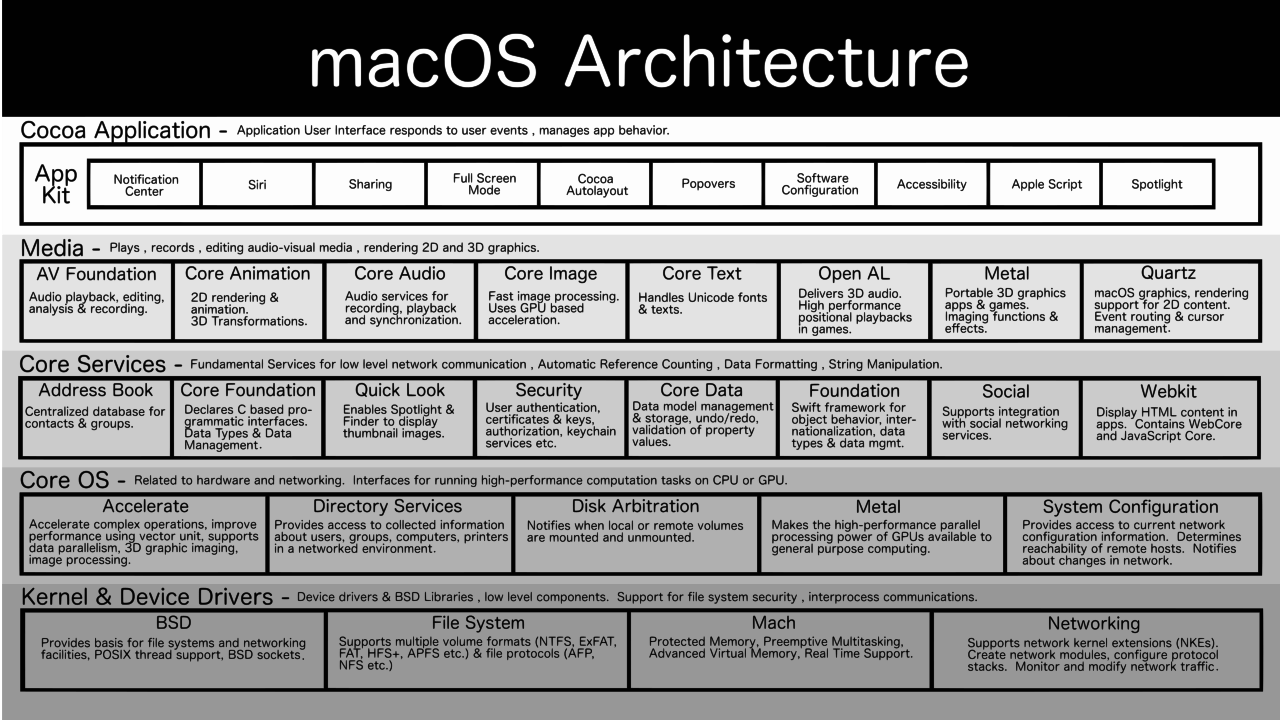 macOS Architecture
Cocoa Application - Application User Interface responds to user events , manages app behavior.
App
Kit
Notification
Center
Siri
Sharing
Full Screen
Mode
Cocoa
Autolayout
Popovers
Software
Configuration
Accessibility
Apple Script
Spotlight
Media - Plays , records , editing audio-visual media , rendering 2D and 3D graphics.
AV Foundation
Audio playback, editing,
analysis & recording.
Core Animation
2D rendering &
animation.
3D Transformations.
Core Audio
Audio services for
recording, playback
and synchronization.
Core Image
Fast image processing.
Uses GPU based
acceleration.
Core Text
Handles Unicode fonts
& texts.
Open AL
Delivers 3D audio.
High performance
positional playbacks
in games.
Metal
Portable 3D graphics
apps & games.
Imaging functions &
effects.
Quartz
macOS graphics, rendering
support for 2D content.
Event routing & cursor
management.
Core Services - Fundamental Services for low level network communication , Automatic Reference Counting , Data Formatting , String Manipulation.
Address Book
Centralized database for
contacts & groups.
Core Foundation
Declares C based pro-
grammatic interfaces.
Data Types & Data
Management.
Quick Look
Enables Spotlight &
Finder to display
thumbnail images.
Security
User authentication,
certificates & keys,
authorization, keychain
services etc.
Core Data
Data model management
& storage, undo/redo,
validation of property
values.
Foundation
Swift framework for
object behavior, inter-
nationalization, data
types & data mgmt.
Social
Supports integration
with social networking
services.
Webkit
Display HTML content in
apps. Contains WebCore
and JavaScript Core.
Core OS - Related to hardware and networking. Interfaces for running high-performance computation tasks on CPU or GPU.
Accelerate
Accelerate complex operations, improve
performance using vector unit, supports
data parallelism, 3D graphic imaging,
image processing.
Directory Services
Provides access to collected information
about users, groups, computers, printers
in a networked environment.
Disk Arbitration
Notifies when local or remote volumes
are mounted and unmounted.
Metal
Makes the high-performance parallel
processing power of GPUs available to
general purpose computing.
System Configuration
Provides access to current network
configuration information. Determines
reachability of remote hosts. Notifies
about changes in network.
Kernel & Device Drivers - Device drivers & BSD Libraries , low level components. Support for file system security , interprocess communications.
BSD
Provides basis for file systems and networking
facilities, POSIX thread support, BSD sockets.
File System
Supports multiple volume formats (NTFS, ExFAT,
FAT, HFS+, APFS etc.) & file protocols (AFP,
NFS etc.)
Mach
Protected Memory, Preemptive Multitasking,
Advanced Virtual Memory, Real Time Support.
Networking
Supports network kernel extensions (NKEs).
Create network modules, configure protocol
stacks. Monitor and modify network traffic.